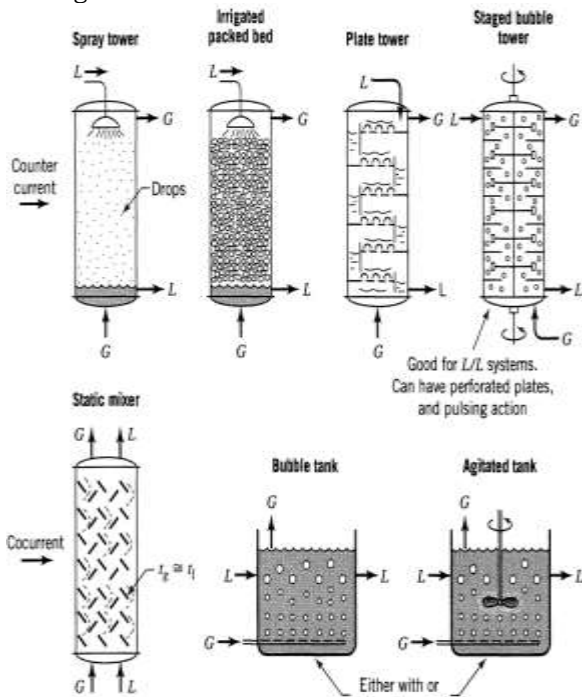 Spray tower
Irrigated
packed bed
Plate tower
Staged bubble
tower
L
L
L
G
G
G
L
G
Counter
current
Drops
L
L
L
L
G
G
G
G
Good for L/L systems.
Can have perforated plates,
and pulsing action
Static mixer
G
L
Cocurrent
t_g ≅ t_l
G
L
Bubble tank
G
L
L
G
Agitated tank
G
L
L
G
Either with or